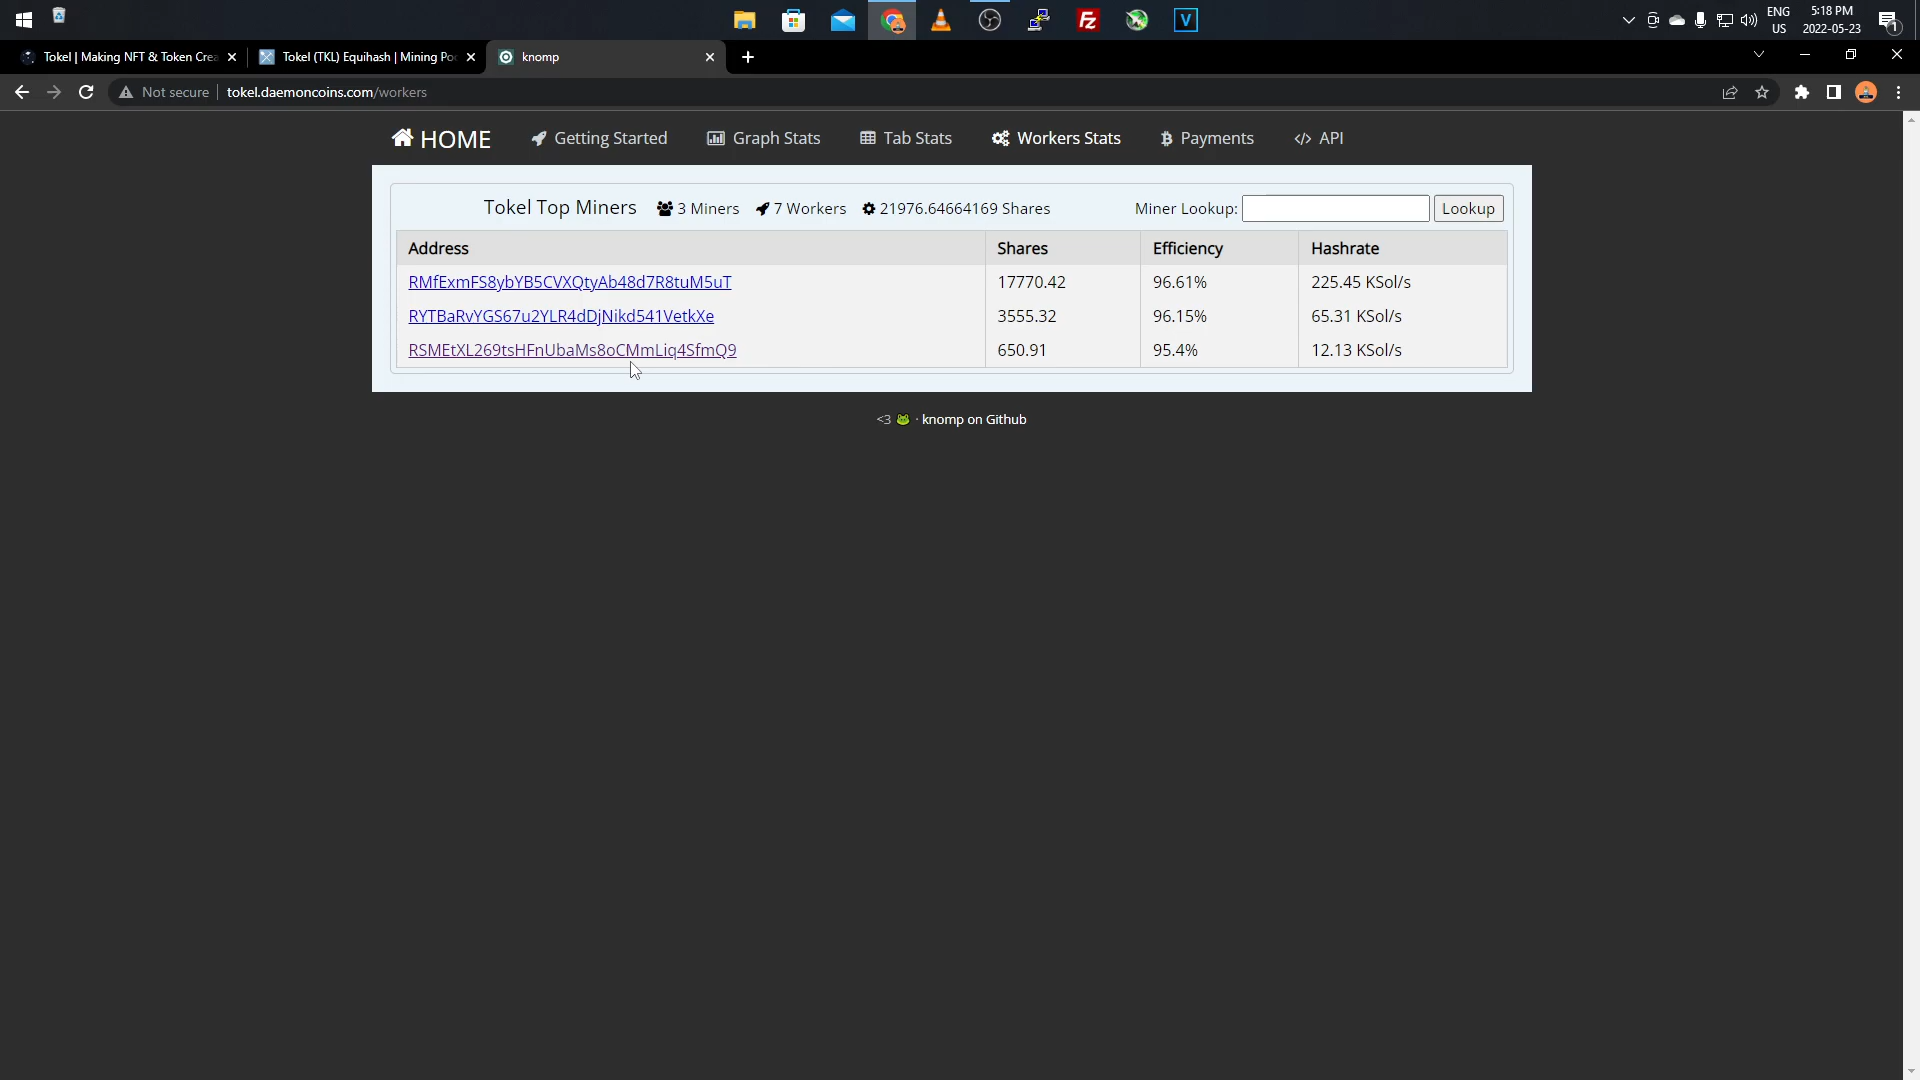 ENG
US
5:18 PM
2022-05-23
1
Tokel | Making NFT & Token Crea
Tokel (TKL) Equihash | Mining Poo
knomp
Not secure
tokel.daemoncoins.com/workers
HOME
Getting Started
Graph Stats
Tab Stats
Workers Stats
Payments
</> API
Tokel Top Miners
3 Miners
7 Workers
21976.64664169 Shares
Miner Lookup:
Lookup
Address Shares Efficiency Hashrate
RMfExmFS8ybYB5CVXQtyAb48d7R8tuM5uT 17770.42 96.61% 225.45 KSol/s
RYTBaRvYGS67u2YLR4dDjNikd541VetkXe 3555.32 96.15% 65.31 KSol/s
RSMEtXL269tsHFnUbaMs8oCMmLiq4SfmQ9 650.91 95.4% 12.13 KSol/s
<3 🐸 · knomp on Github